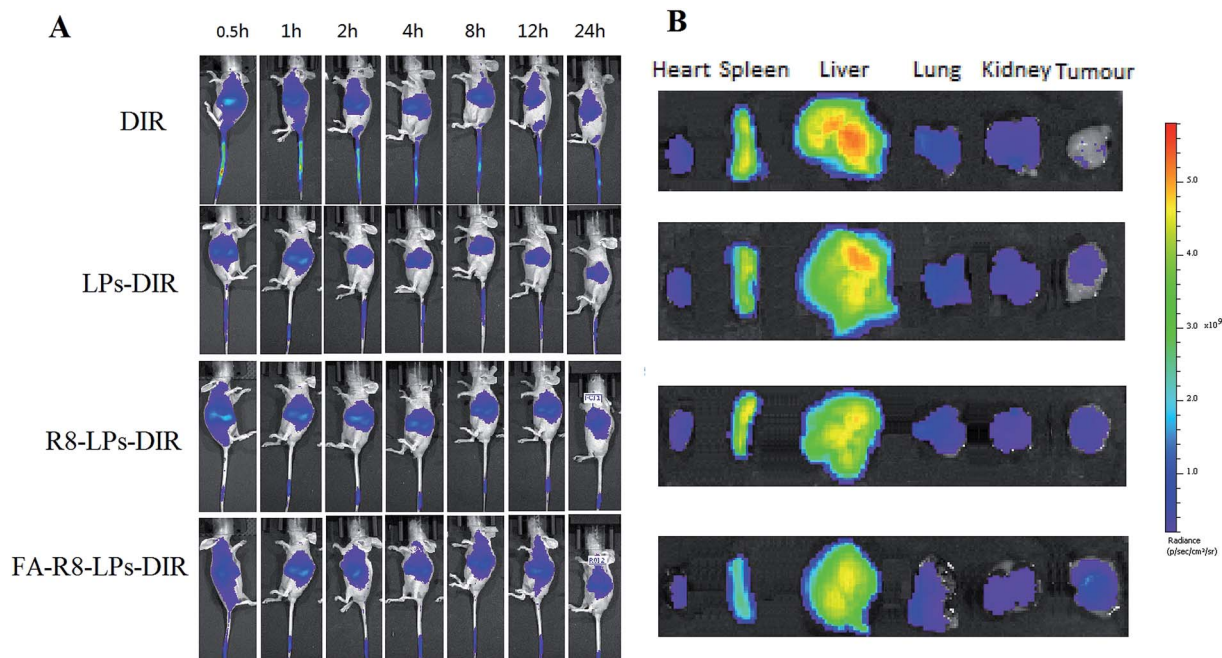 A
0.5h 1h 2h 4h 8h 12h 24h
DIR
LPs-DIR
R8-LPs-DIR
FA-R8-LPs-DIR
B
Heart Spleen Liver Lung Kidney Tumour
5.0
4.0
3.0 x10⁹
2.0
1.0
Radiance
(p/sec/cm²/sr)